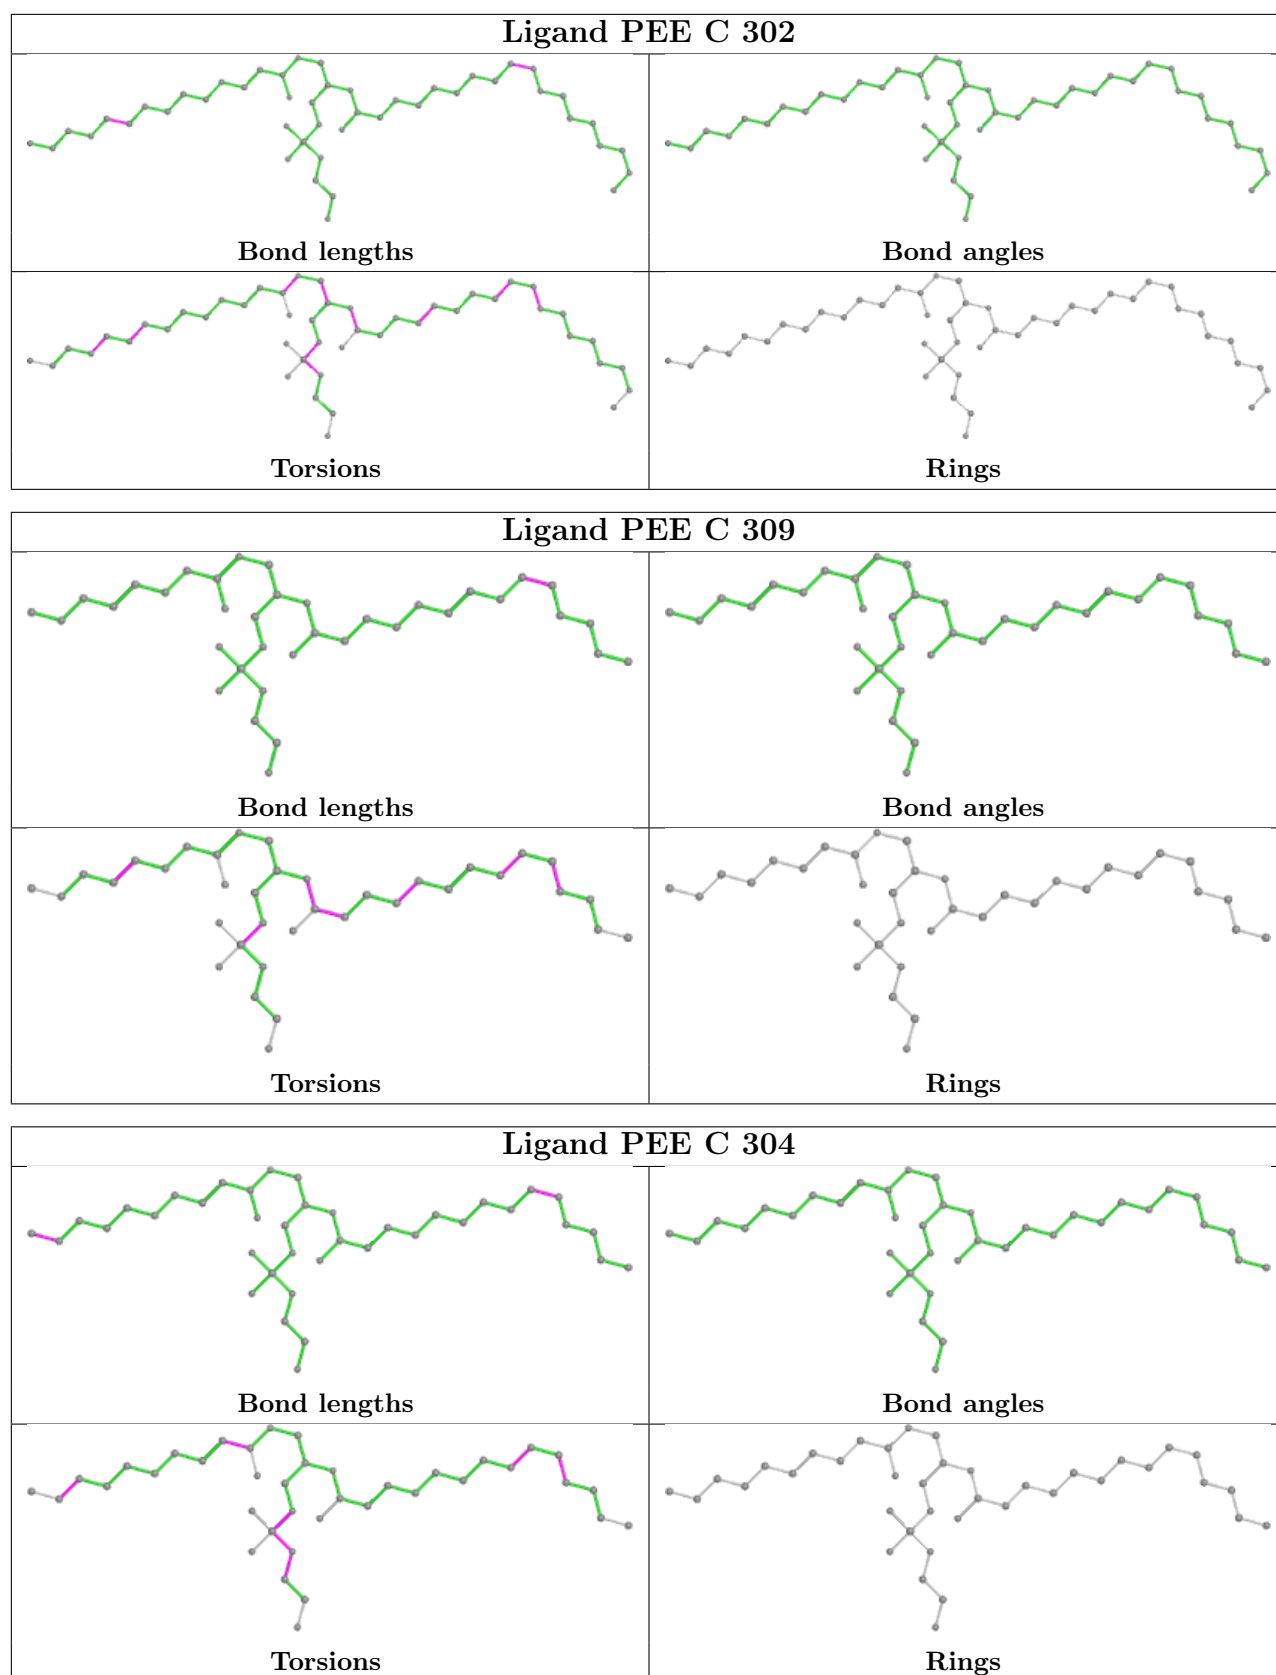 Ligand PEE C 302
Bond lengths
Bond angles
Torsions
Rings
Ligand PEE C 309
Bond lengths
Bond angles
Torsions
Rings
Ligand PEE C 304
Bond lengths
Bond angles
Torsions
Rings